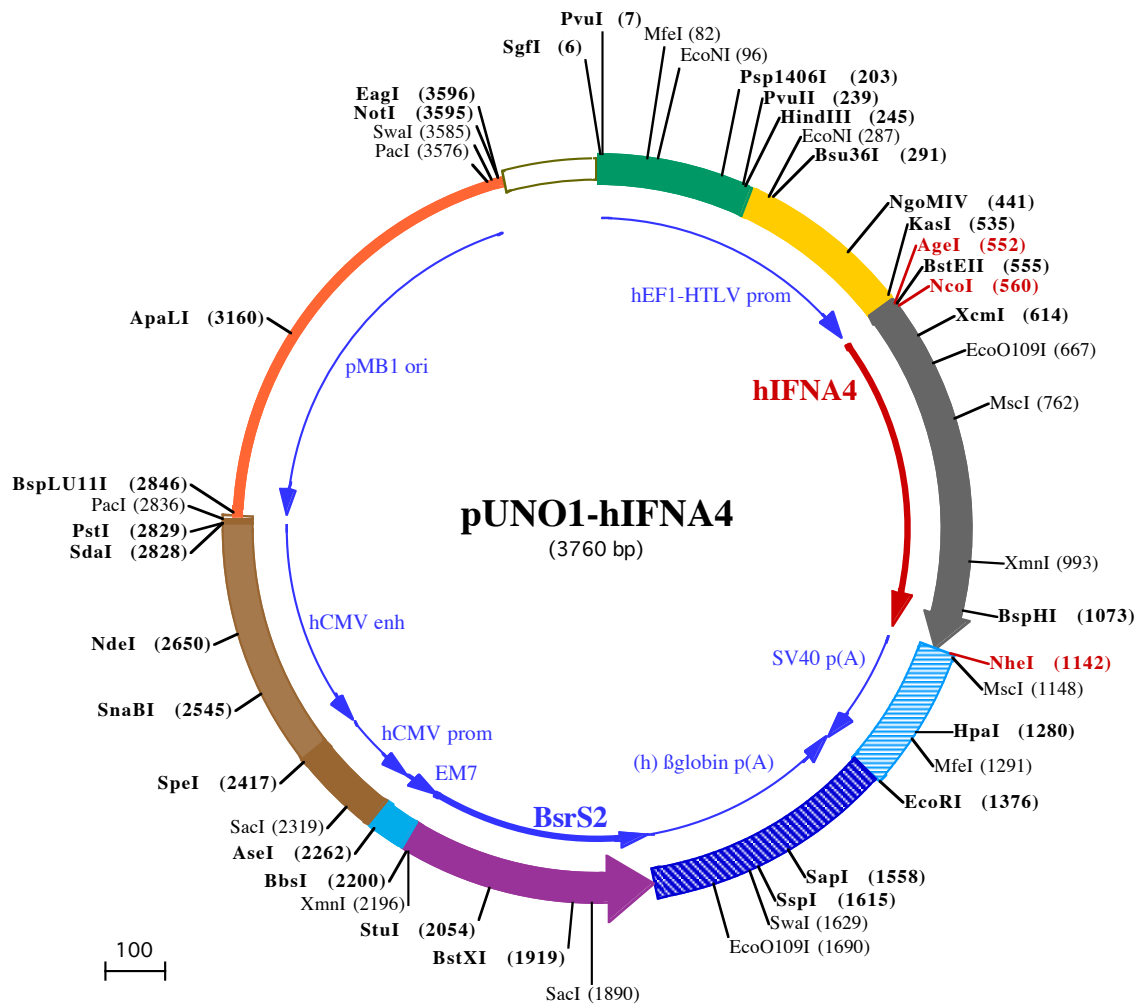 PvuI (7)
SgfI (6)
MfeI (82)
EcoNI (96)
Psp1406I (203)
PvuII (239)
HindIII (245)
EcoNI (287)
Bsu36I (291)
NgoMIV (441)
KasI (535)
AgeI (552)
BstEII (555)
NcoI (560)
XcmI (614)
EcoO109I (667)
MscI (762)
XmnI (993)
BspHI (1073)
NheI (1142)
MscI (1148)
HpaI (1280)
MfeI (1291)
EcoRI (1376)
SapI (1558)
SspI (1615)
SwaI (1629)
EcoO109I (1690)
SacI (1890)
BstXI (1919)
StuI (2054)
XmnI (2196)
BbsI (2200)
AseI (2262)
SacI (2319)
SpeI (2417)
SnaBI (2545)
NdeI (2650)
SdaI (2828)
PstI (2829)
PacI (2836)
BspLU11I (2846)
ApaLI (3160)
PacI (3576)
SwaI (3585)
NotI (3595)
EagI (3596)
hEF1-HTLV prom
hIFNA4
SV40 p(A)
(h) ßglobin p(A)
BsrS2
EM7
hCMV prom
hCMV enh
pMB1 ori
pUNO1-hIFNA4
(3760 bp)
100